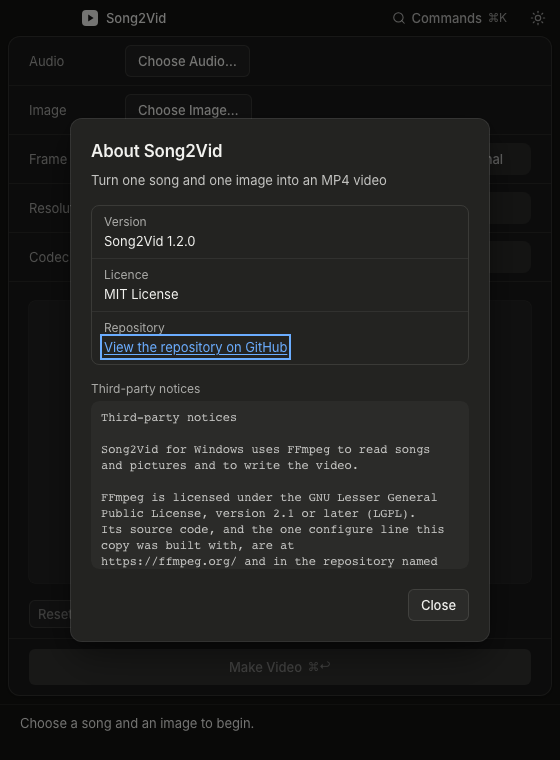 Song2Vid
Commands ⌘K
Audio
Choose Audio...
Image
Choose Image...
Frame
Codec
About Song2Vid
Turn one song and one image into an MP4 video
Version
Song2Vid 1.2.0
Licence
MIT License
Repository
View the repository on GitHub
Third-party notices
Third-party notices
Song2Vid for Windows uses FFmpeg to read songs
and pictures and to write the video.
FFmpeg is licensed under the GNU Lesser General
Public License, version 2.1 or later (LGPL).
Its source code, and the one configure line this
copy was built with, are at
https://ffmpeg.org/ and in the repository named
Close
Reset
Make Video ⌘↵
Choose a song and an image to begin.